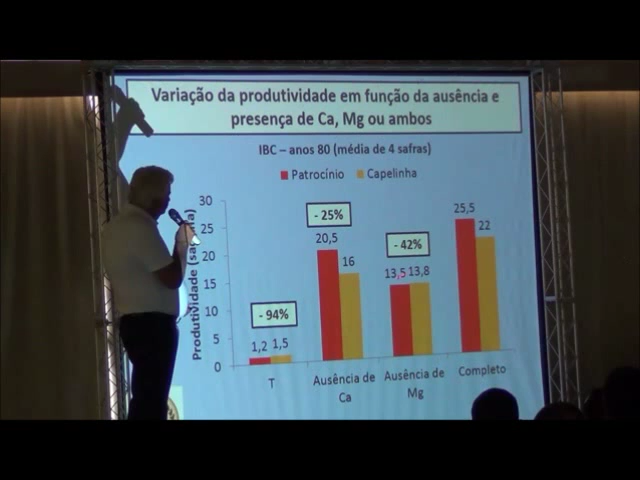 Variação da produtividade em função da ausência e
presença de Ca, Mg ou ambos
IBC – anos 80 (média de 4 safras)
Patrocínio Capelinha
Produtividade
30
25
20
15
10
5
0
- 94%
- 25%
- 42%
1,2 1,5
20,5
16
13,5 13,8
25,5
22
T
Ausência de
Ca
Ausência de
Mg
Completo